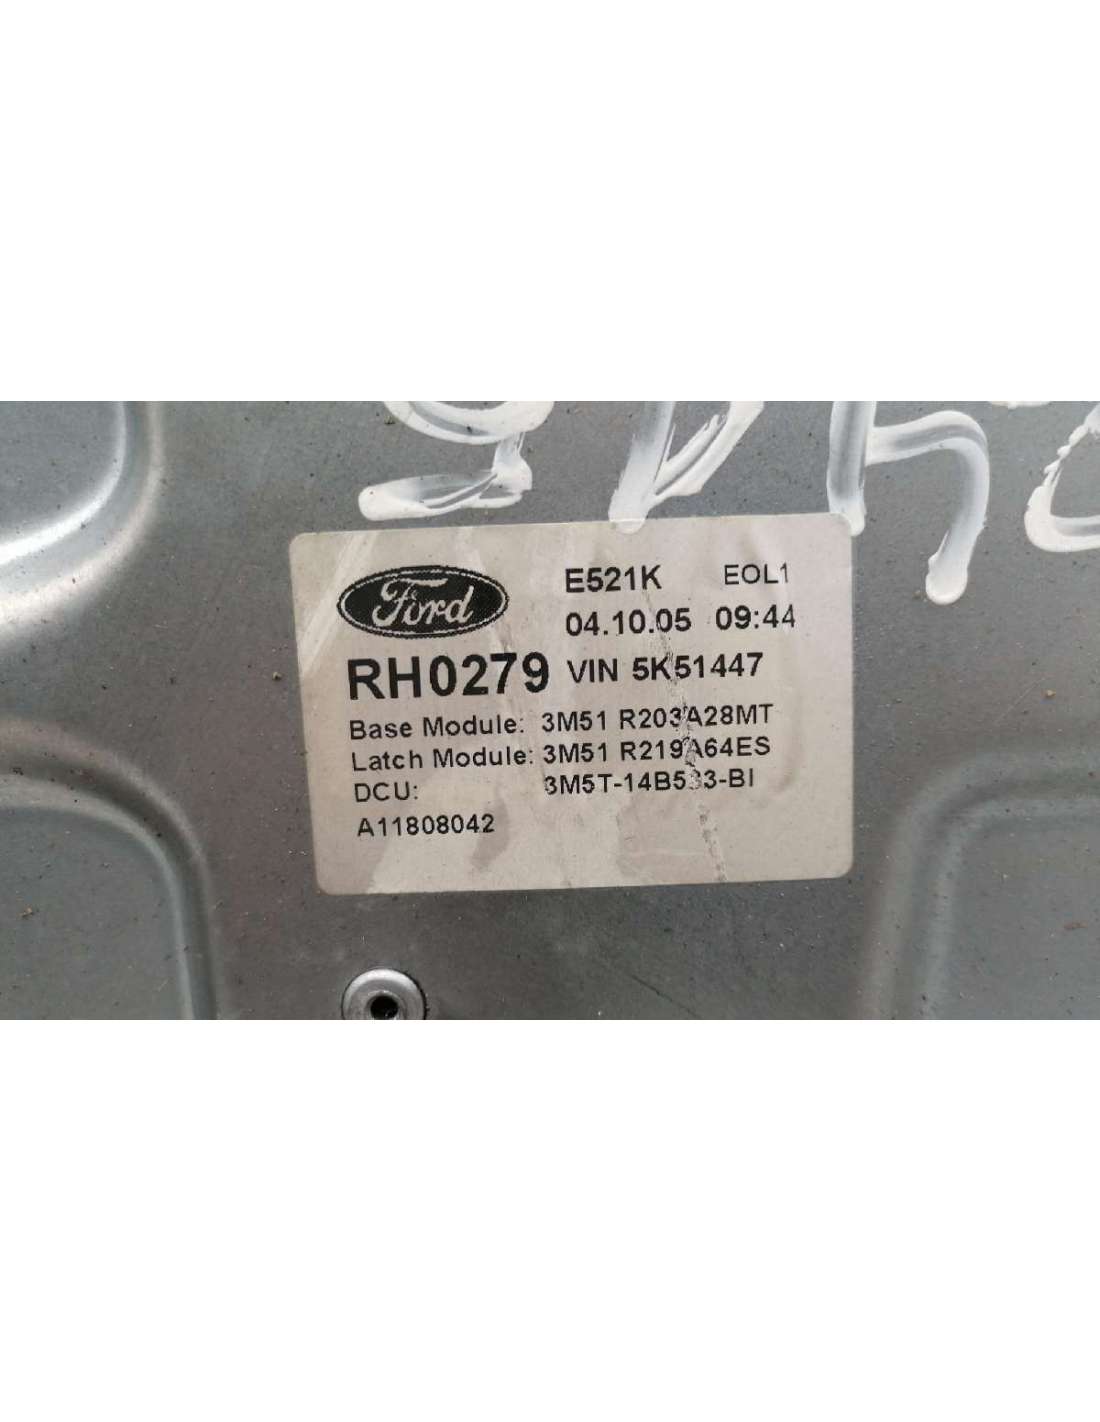 Ford
E521K EOL1
04.10.05 09:44
RH0279 VIN 5K51447
Base Module: 3M51 R203A28MT
Latch Module: 3M51 R219A64ES
DCU: 3M5T-14B533-BI
A11808042